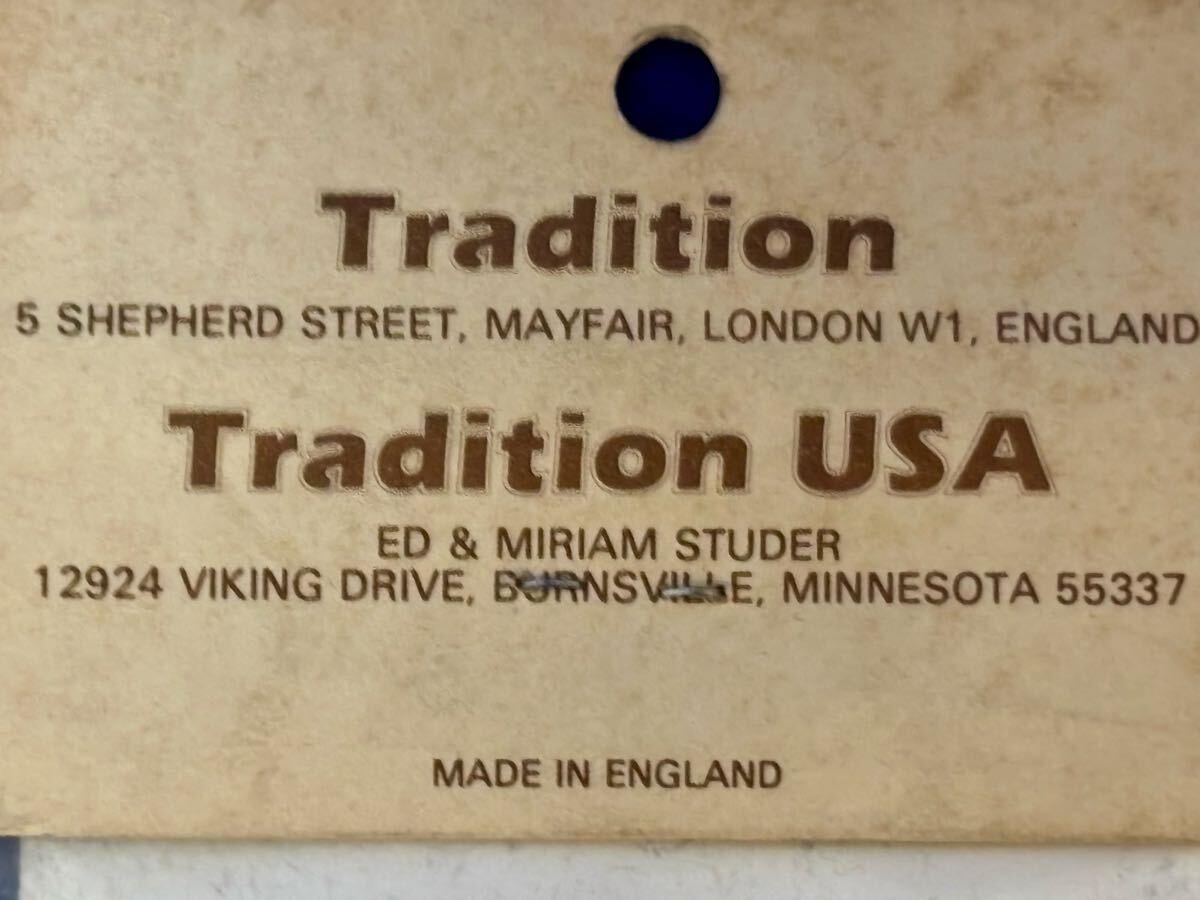 Tradition
5 SHEPHERD STREET, MAYFAIR, LONDON W1, ENGLAND
Tradition USA
ED & MIRIAM STUDER
12924 VIKING DRIVE, BURNSVILLE, MINNESOTA 55337
MADE IN ENGLAND